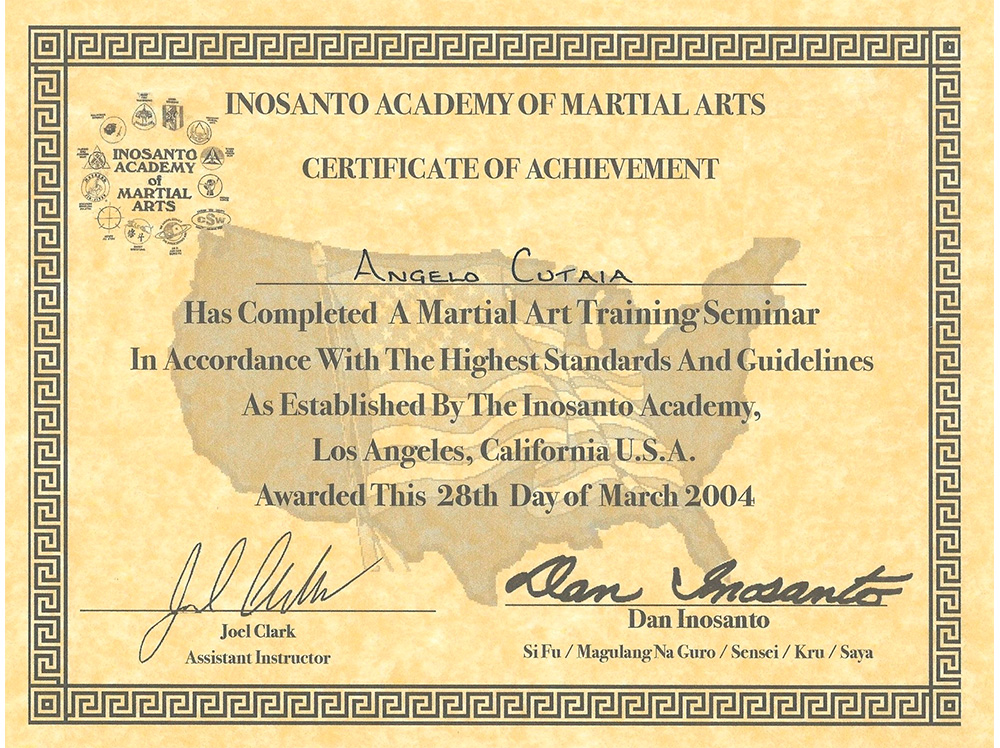 INOSANTO ACADEMY OF MARTIAL ARTS
CERTIFICATE OF ACHIEVEMENT
INOSANTO
ACADEMY
of
MARTIAL
ARTS
CSW
Angelo Cutaia
Has Completed A Martial Art Training Seminar
In Accordance With The Highest Standards And Guidelines
As Established By The Inosanto Academy,
Los Angeles, California U.S.A.
Awarded This 28th Day of March 2004
Joel Clark
Dan Inosanto
Joel Clark
Assistant Instructor
Dan Inosanto
Si Fu / Magulang Na Guro / Sensei / Kru / Saya